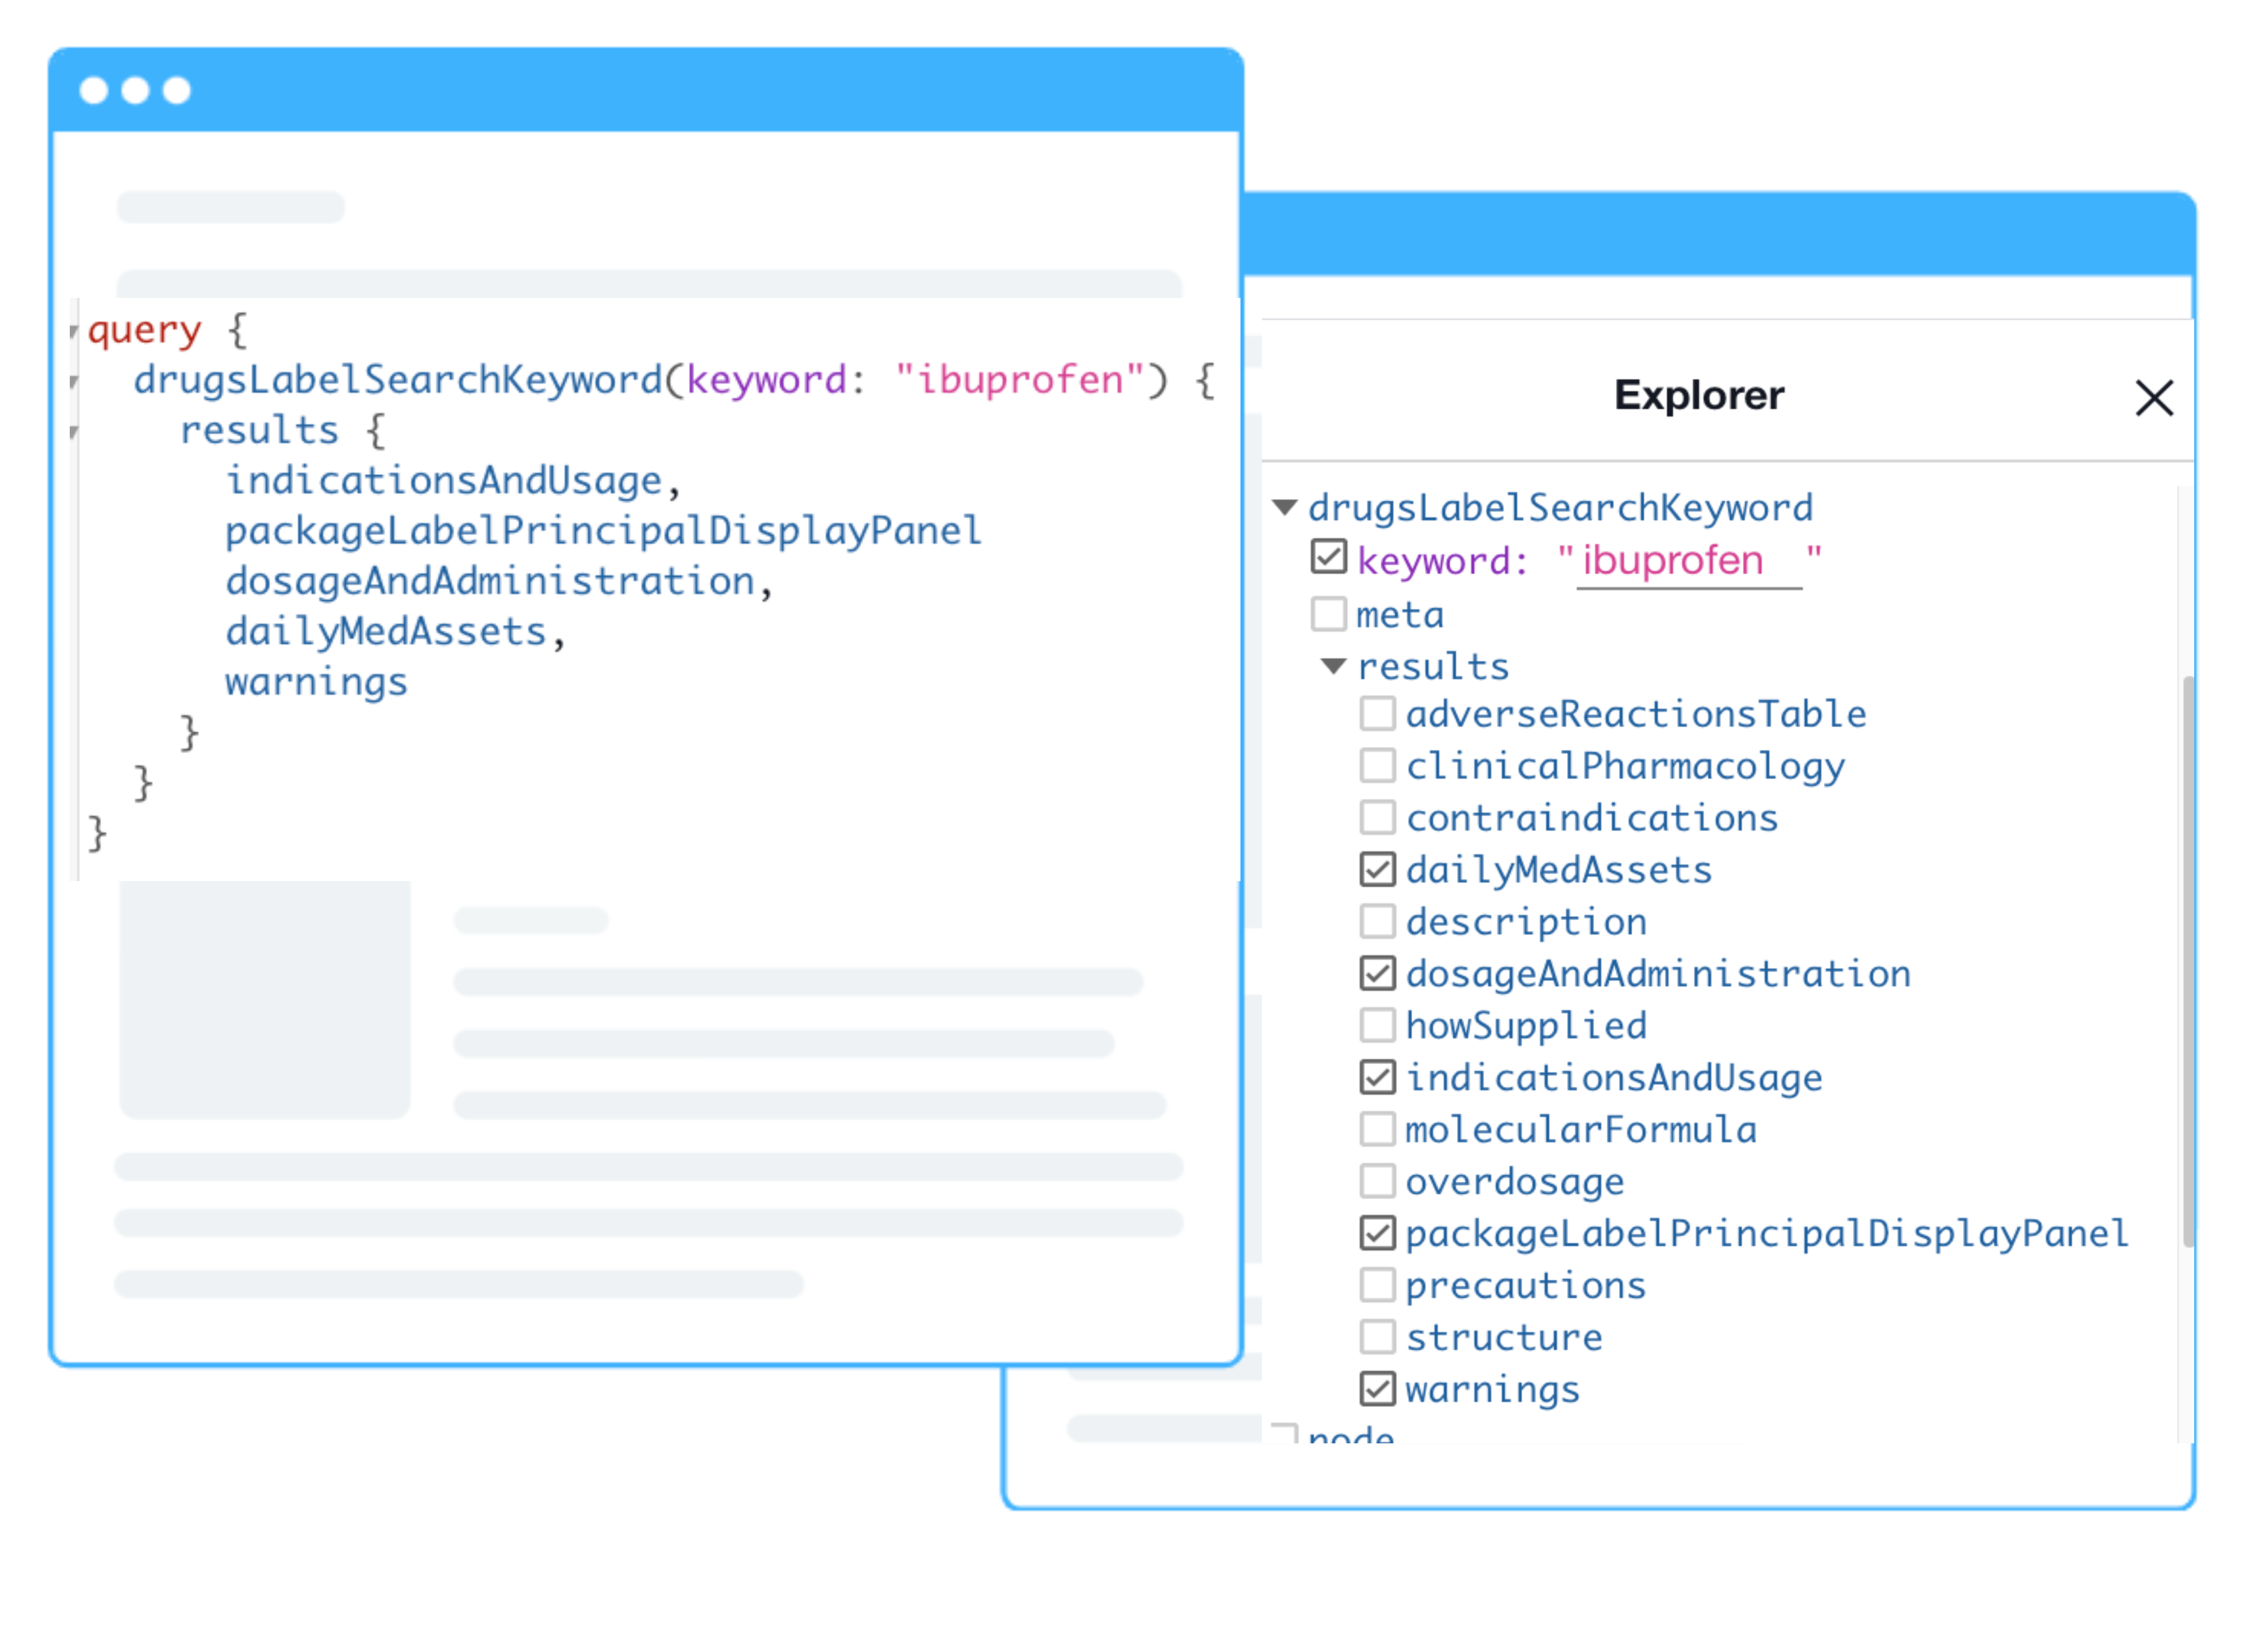 query {
drugsLabelSearchKeyword(keyword: "ibuprofen") {
results {
indicationsAndUsage,
packageLabelPrincipalDisplayPanel
dosageAndAdministration,
dailyMedAssets,
warnings
}
}
}
Explorer
drugsLabelSearchKeyword
keyword: "ibuprofen"
meta
results
adverseReactionsTable
clinicalPharmacology
contraindications
dailyMedAssets
description
dosageAndAdministration
howSupplied
indicationsAndUsage
molecularFormula
overdosage
packageLabelPrincipalDisplayPanel
precautions
structure
warnings
node